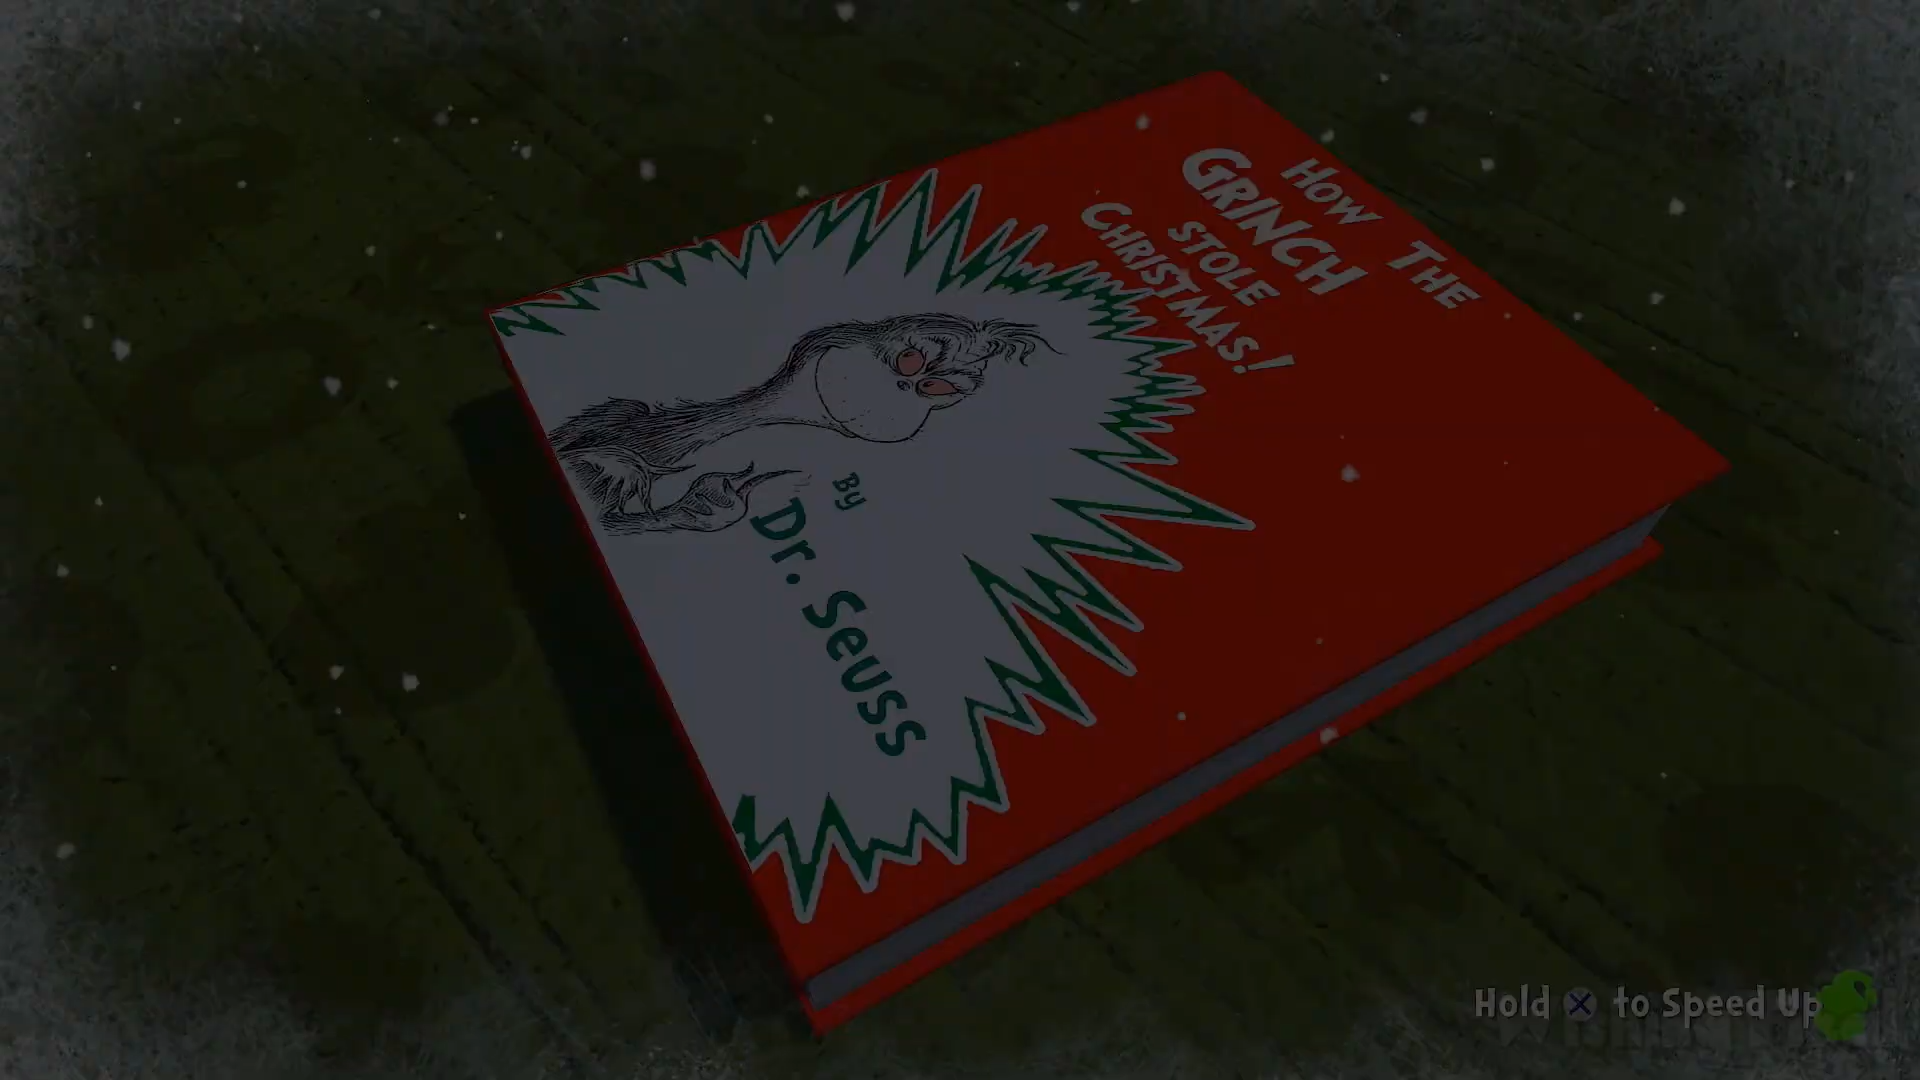 How The
GRINCH
STOLE
CHRISTMAS!
By
Dr. Seuss
Hold X to Speed Up